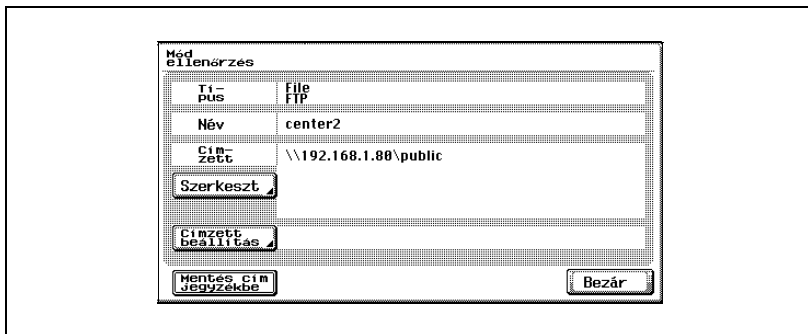 Mód
ellenőrzés
Tí-
pus
File
FTP
Név
center2
Cím-
zett
\\192.168.1.80\public
Szerkeszt
Címzett
beállítás
Mentés cím
jegyzékbe
Bezár